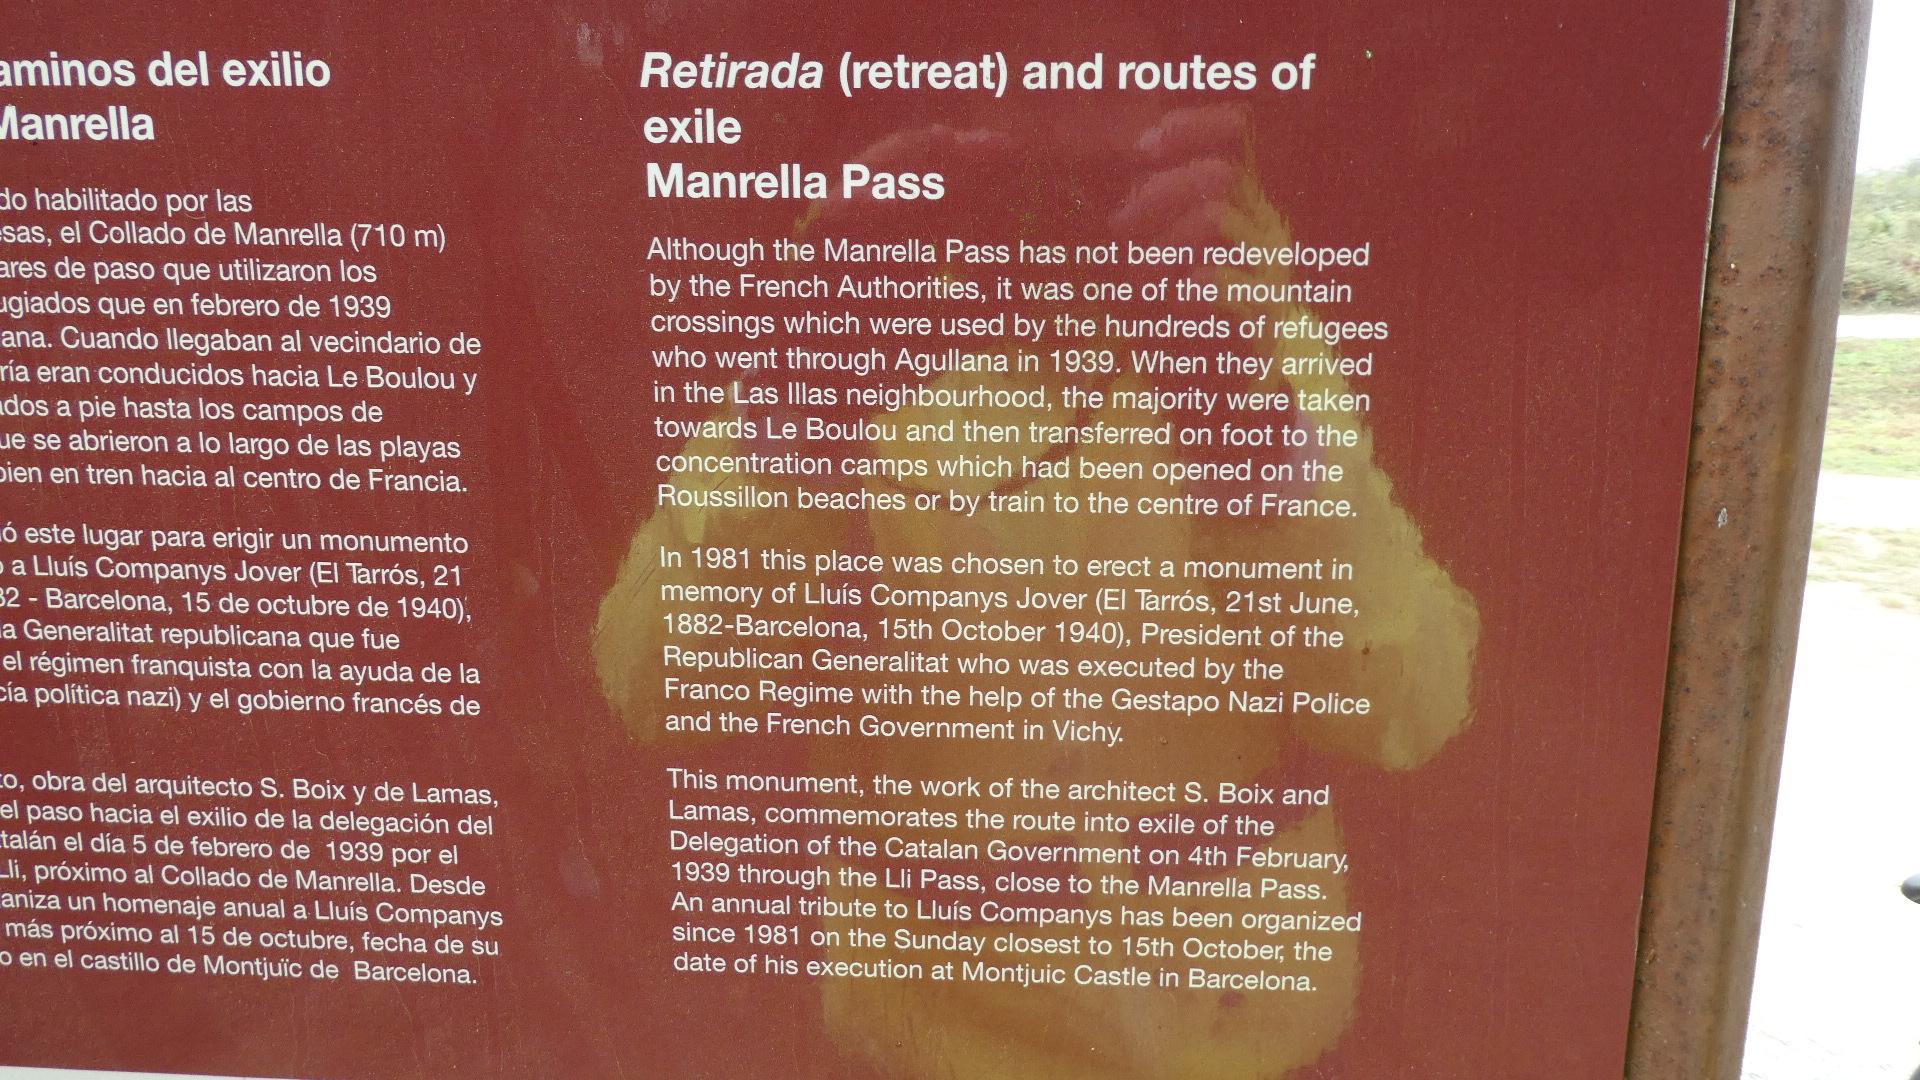 aminos del exilio
Manrella
do habilitado por las
esas, el Collado de Manrella (710 m)
ares de paso que utilizaron los
ugiados que en febrero de 1939
ana. Cuando llegaban al vecindario de
ría eran conducidos hacia Le Boulou y
ados a pie hasta los campos de
ue se abrieron a lo largo de las playas
bien en tren hacia al centro de Francia.
ó este lugar para erigir un monumento
o a Lluís Companys Jover (El Tarrós, 21
82 - Barcelona, 15 de octubre de 1940),
la Generalitat republicana que fue
el régimen franquista con la ayuda de la
cía política nazi) y el gobierno francés de
to, obra del arquitecto S. Boix y de Lamas,
el paso hacia el exilio de la delegación del
talán el día 5 de febrero de 1939 por el
Lli, próximo al Collado de Manrella. Desde
aniza un homenaje anual a Lluís Companys
más próximo al 15 de octubre, fecha de su
o en el castillo de Montjuïc de Barcelona.
Retirada (retreat) and routes of
exile
Manrella Pass
Although the Manrella Pass has not been redeveloped
by the French Authorities, it was one of the mountain
crossings which were used by the hundreds of refugees
who went through Agullana in 1939. When they arrived
in the Las Illas neighbourhood, the majority were taken
towards Le Boulou and then transferred on foot to the
concentration camps which had been opened on the
Roussillon beaches or by train to the centre of France.
In 1981 this place was chosen to erect a monument in
memory of Lluís Companys Jover (El Tarrós, 21st June,
1882-Barcelona, 15th October 1940), President of the
Republican Generalitat who was executed by the
Franco Regime with the help of the Gestapo Nazi Police
and the French Government in Vichy.
This monument, the work of the architect S. Boix and
Lamas, commemorates the route into exile of the
Delegation of the Catalan Government on 4th February,
1939 through the Lli Pass, close to the Manrella Pass.
An annual tribute to Lluís Companys has been organized
since 1981 on the Sunday closest to 15th October, the
date of his execution at Montjuic Castle in Barcelona.